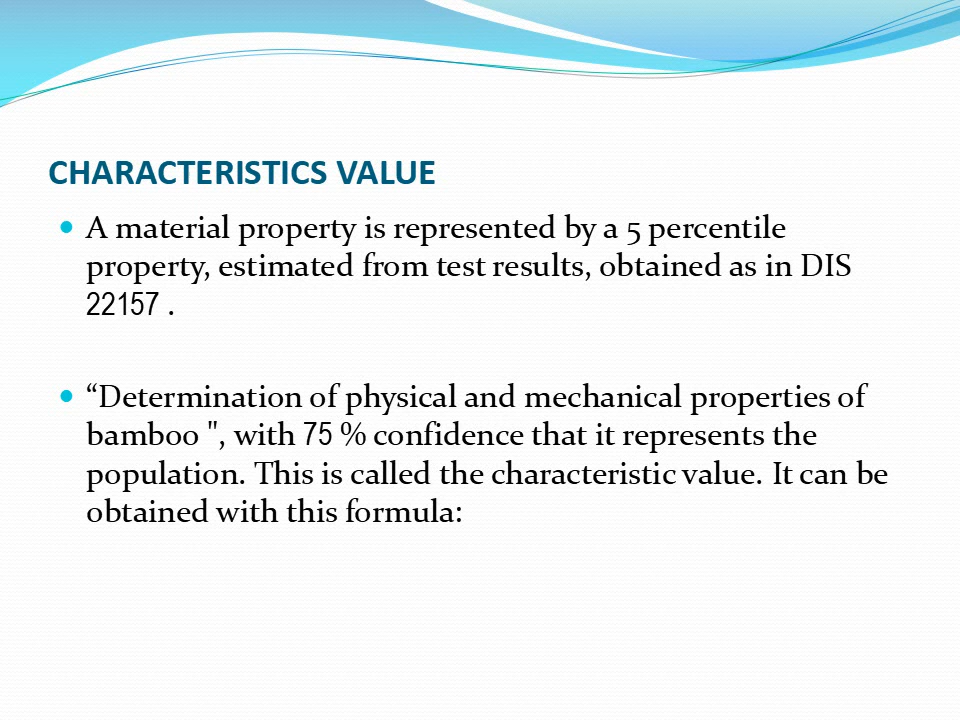 CHARACTERISTICS VALUE
• A material property is represented by a 5 percentile
property, estimated from test results, obtained as in DIS
22157 .
• “Determination of physical and mechanical properties of
bamboo ", with 75 % confidence that it represents the
population. This is called the characteristic value. It can be
obtained with this formula: